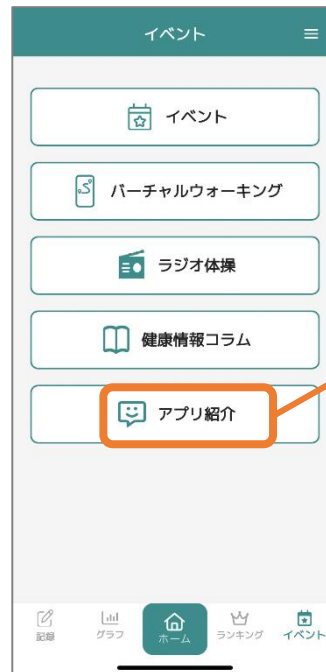 イベント
イベント
バーチャルウォーキング
ラジオ体操
健康情報コラム
アプリ紹介
記録
グラフ
ホーム
ランキング
イベント